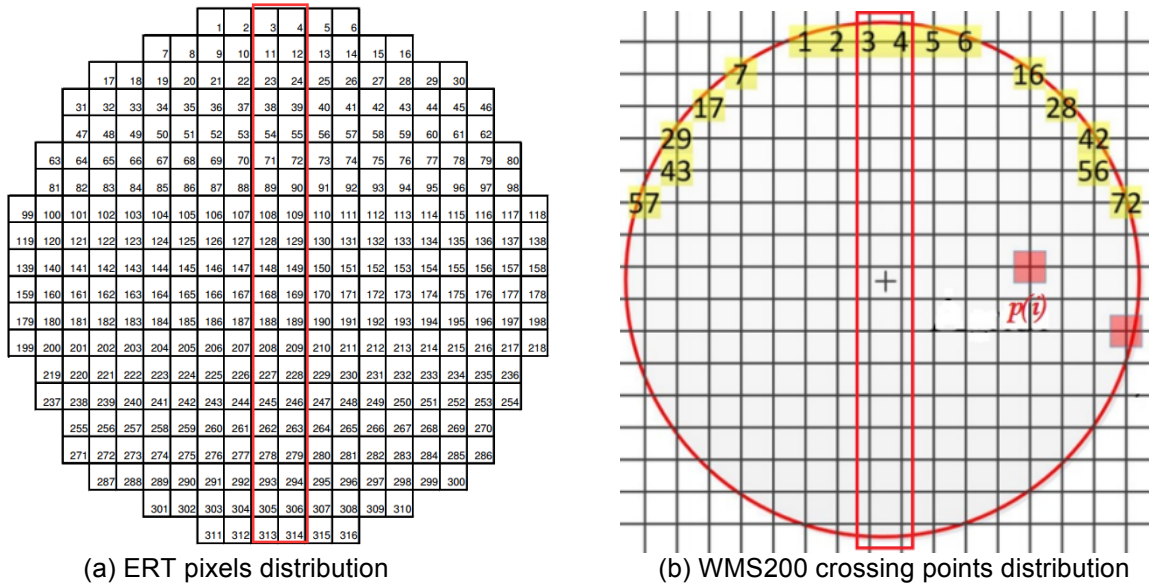 1 2 3 4 5 6
7 8 9 10 11 12 13 14 15 16
17 18 19 20 21 22 23 24 25 26 27 28 29 30
31 32 33 34 35 36 37 38 39 40 41 42 43 44 45 46
47 48 49 50 51 52 53 54 55 56 57 58 59 60 61 62
63 64 65 66 67 68 69 70 71 72 73 74 75 76 77 78 79 80
81 82 83 84 85 86 87 88 89 90 91 92 93 94 95 96 97 98
99 100 101 102 103 104 105 106 107 108 109 110 111 112 113 114 115 116 117 118
119 120 121 122 123 124 125 126 127 128 129 130 131 132 133 134 135 136 137 138
139 140 141 142 143 144 145 146 147 148 149 150 151 152 153 154 155 156 157 158
159 160 161 162 163 164 165 166 167 168 169 170 171 172 173 174 175 176 177 178
179 180 181 182 183 184 185 186 187 188 189 190 191 192 193 194 195 196 197 198
199 200 201 202 203 204 205 206 207 208 209 210 211 212 213 214 215 216 217 218
219 220 221 222 223 224 225 226 227 228 229 230 231 232 233 234 235 236
237 238 239 240 241 242 243 244 245 246 247 248 249 250 251 252 253 254
255 256 257 258 259 260 261 262 263 264 265 266 267 268 269 270
271 272 273 274 275 276 277 278 279 280 281 282 283 284 285 286
287 288 289 290 291 292 293 294 295 296 297 298 299 300
301 302 303 304 305 306 307 308 309 310
311 312 313 314 315 316
(a) ERT pixels distribution
1 2 3 4 5 6
7 16
17 28
29 42
43 56
57 72
p(i)
(b) WMS200 crossing points distribution